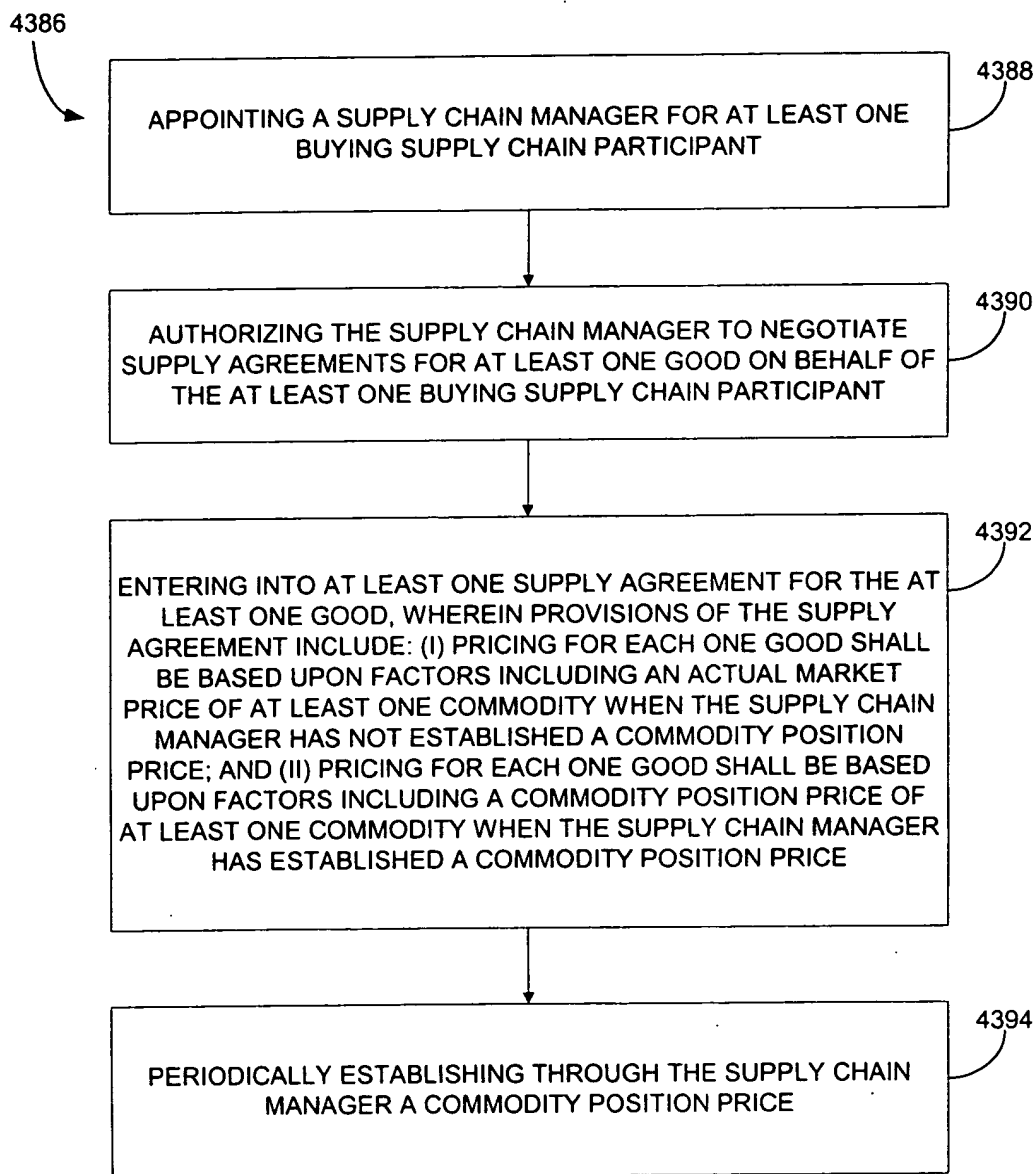 4386
4388
APPOINTING A SUPPLY CHAIN MANAGER FOR AT LEAST ONE
BUYING SUPPLY CHAIN PARTICIPANT
4390
AUTHORIZING THE SUPPLY CHAIN MANAGER TO NEGOTIATE
SUPPLY AGREEMENTS FOR AT LEAST ONE GOOD ON BEHALF OF
THE AT LEAST ONE BUYING SUPPLY CHAIN PARTICIPANT
4392
ENTERING INTO AT LEAST ONE SUPPLY AGREEMENT FOR THE AT
LEAST ONE GOOD, WHEREIN PROVISIONS OF THE SUPPLY
AGREEMENT INCLUDE: (I) PRICING FOR EACH ONE GOOD SHALL
BE BASED UPON FACTORS INCLUDING AN ACTUAL MARKET
PRICE OF AT LEAST ONE COMMODITY WHEN THE SUPPLY CHAIN
MANAGER HAS NOT ESTABLISHED A COMMODITY POSITION
PRICE; AND (II) PRICING FOR EACH ONE GOOD SHALL BE BASED
UPON FACTORS INCLUDING A COMMODITY POSITION PRICE OF
AT LEAST ONE COMMODITY WHEN THE SUPPLY CHAIN MANAGER
HAS ESTABLISHED A COMMODITY POSITION PRICE
4394
PERIODICALLY ESTABLISHING THROUGH THE SUPPLY CHAIN
MANAGER A COMMODITY POSITION PRICE